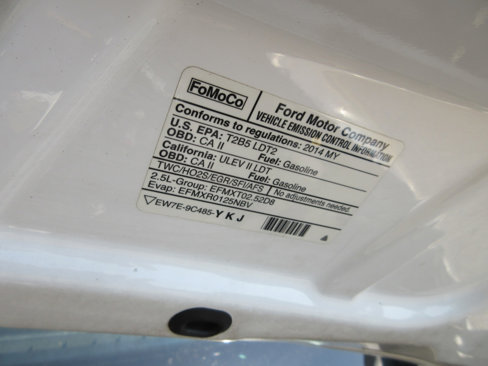 FoMoCo
Ford Motor Company
VEHICLE EMISSION CONTROL INFORMATION
Conforms to regulations: 2014 MY
U.S. EPA: T2B5 LDT2
OBD: CA II Fuel: Gasoline
California: ULEV II LDT
OBD: CA II Fuel: Gasoline
TWC/HO2S/EGR/SFI/AFS No adjustments needed
2.5L-Group: EFMXT02.52D8
Evap: EFMXR0125NBV
EW7E-9C485-YKJ